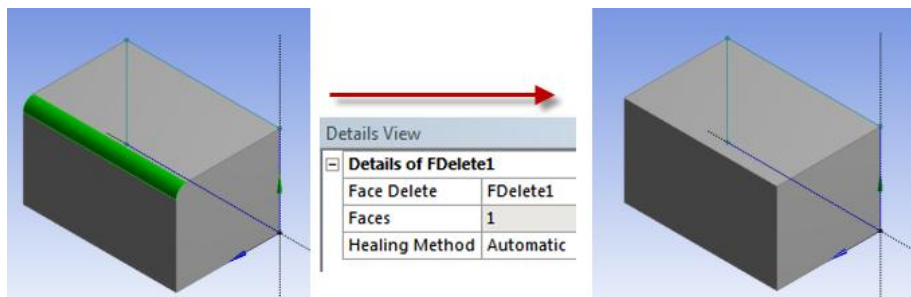 Details View
Details of FDelete1
Face Delete FDelete1
Faces 1
Healing Method Automatic